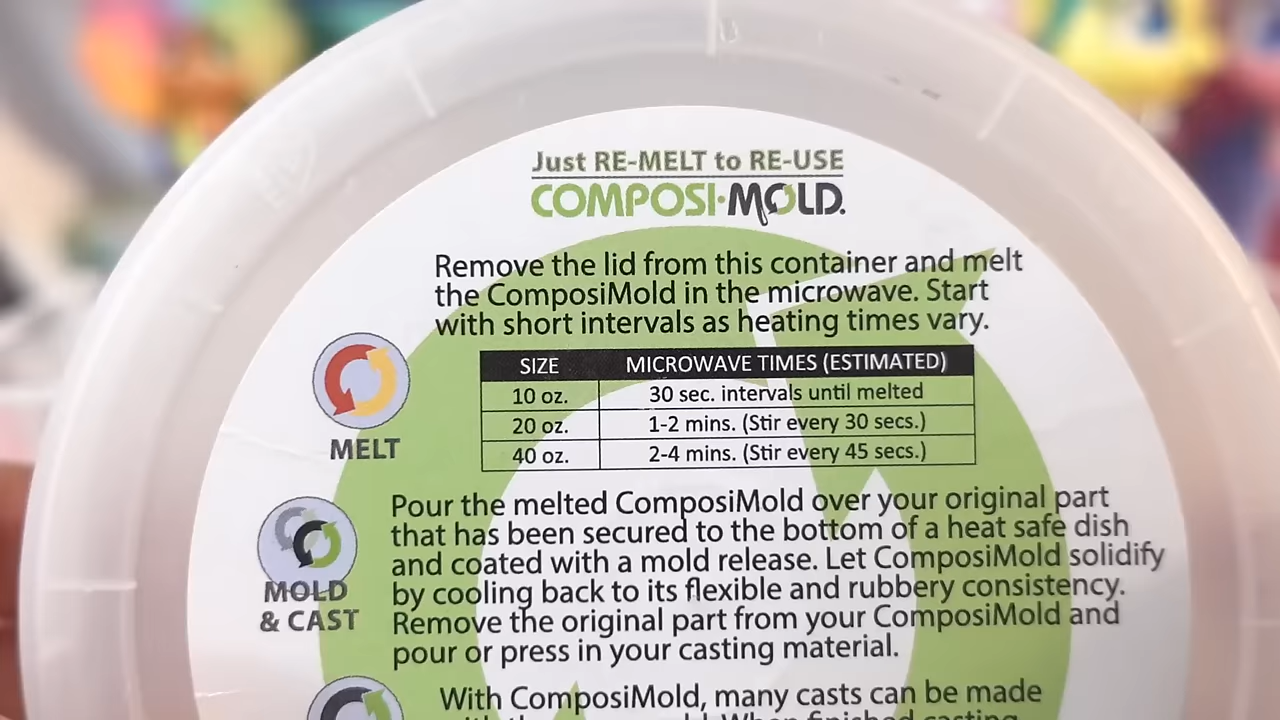 Just RE-MELT to RE-USE
COMPOSI·MOLD.
Remove the lid from this container and melt
the ComposiMold in the microwave. Start
with short intervals as heating times vary.
SIZE MICROWAVE TIMES (ESTIMATED)
10 oz. 30 sec. intervals until melted
20 oz. 1-2 mins. (Stir every 30 secs.)
40 oz. 2-4 mins. (Stir every 45 secs.)
MELT
Pour the melted ComposiMold over your original part
that has been secured to the bottom of a heat safe dish
and coated with a mold release. Let ComposiMold solidify
by cooling back to its flexible and rubbery consistency.
Remove the original part from your ComposiMold and
pour or press in your casting material.
MOLD
& CAST
With ComposiMold, many casts can be made